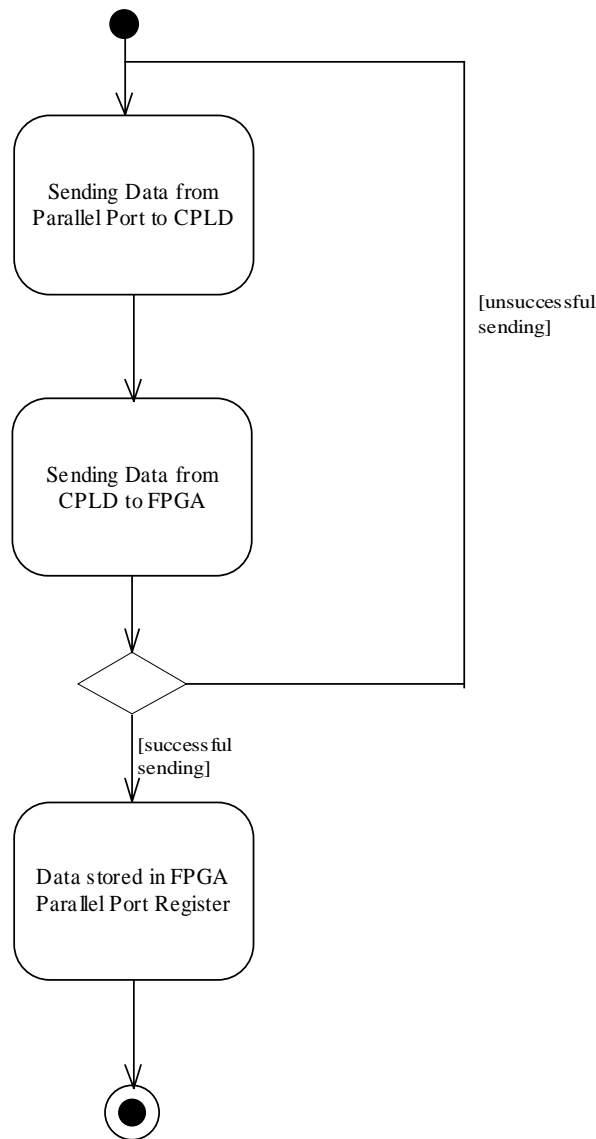 Sending Data from
Parallel Port to CPLD
[unsuccessful
sending]
Sending Data from
CPLD to FPGA
[successful
sending]
Data stored in FPGA
Parallel Port Register